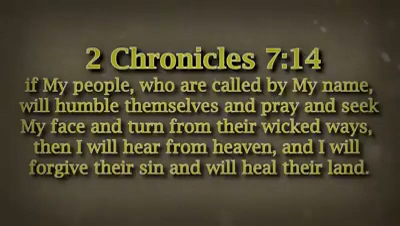 2 Chronicles 7:14
if My people, who are called by My name,
will humble themselves and pray and seek
My face and turn from their wicked ways,
then I will hear from heaven, and I will
forgive their sin and will heal their land.